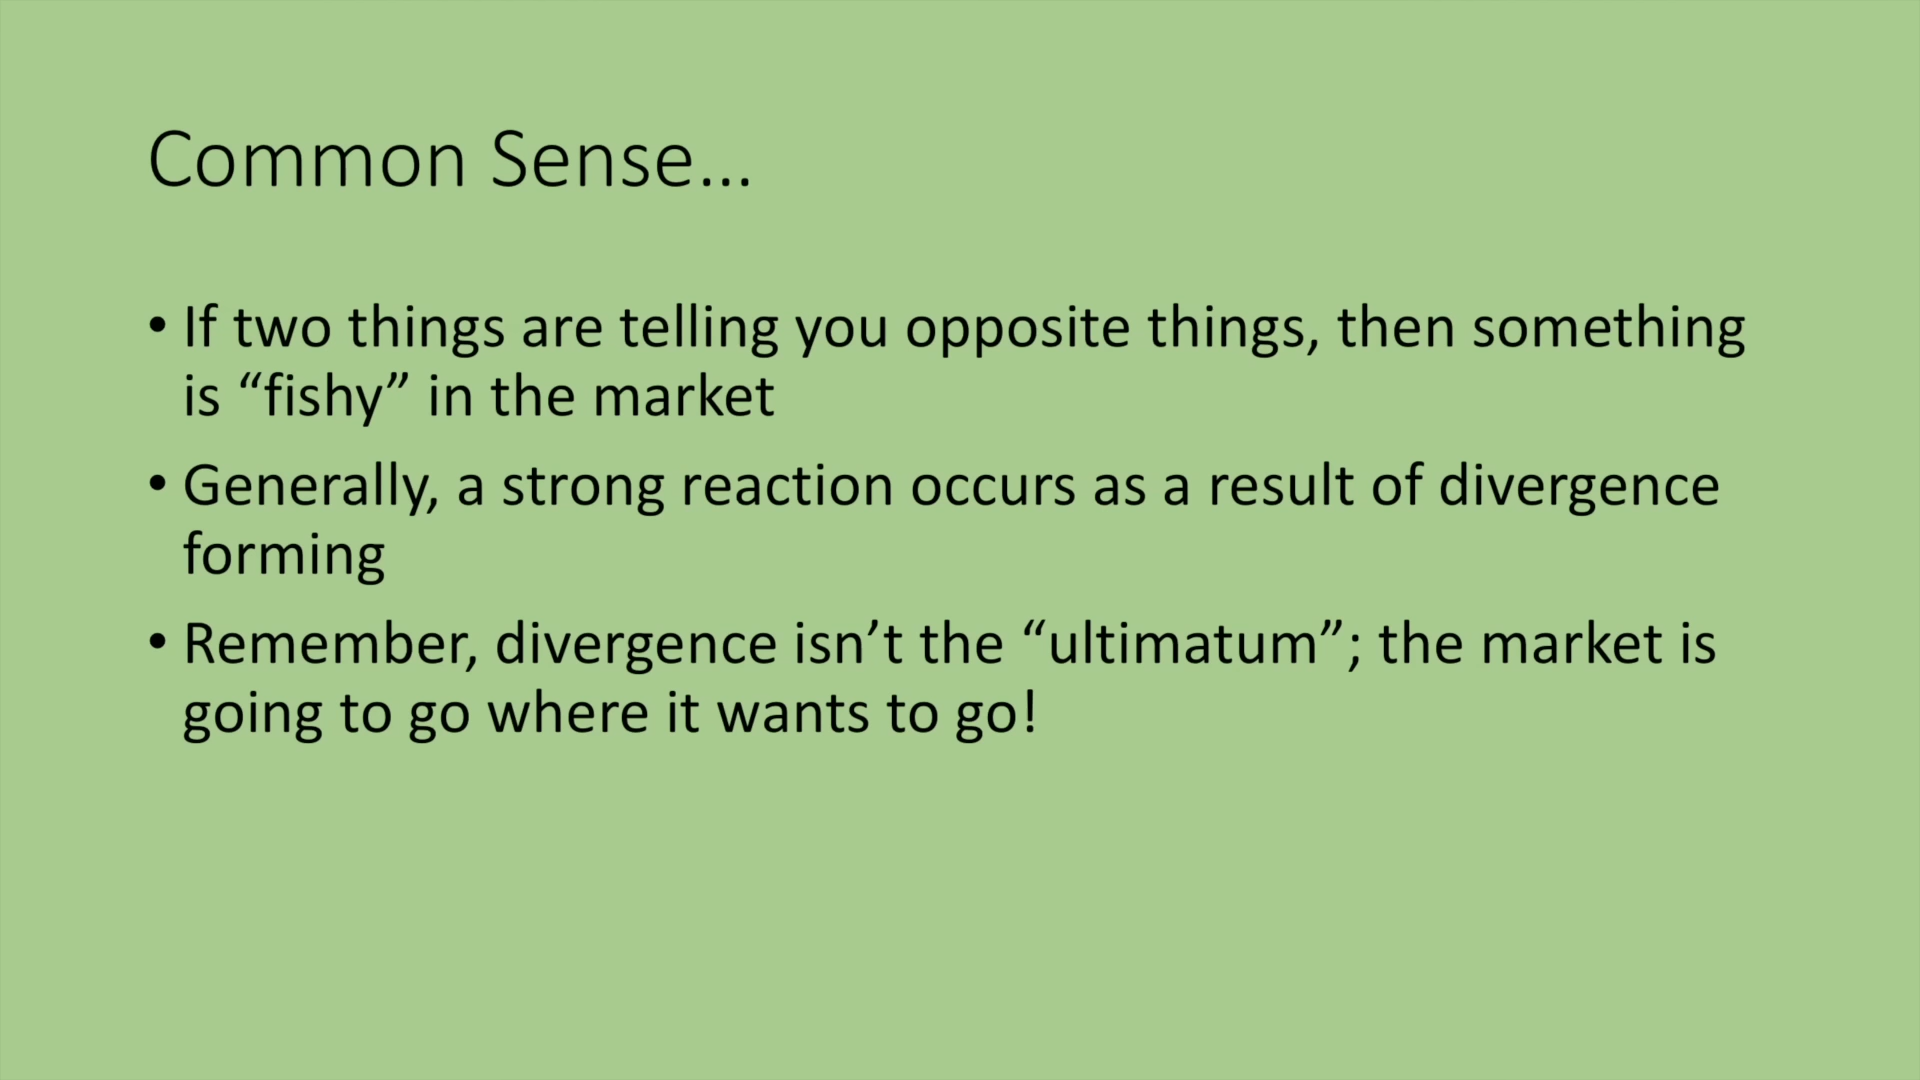 Common Sense...
• If two things are telling you opposite things, then something
is “fishy” in the market
• Generally, a strong reaction occurs as a result of divergence
forming
• Remember, divergence isn’t the “ultimatum”; the market is
going to go where it wants to go!